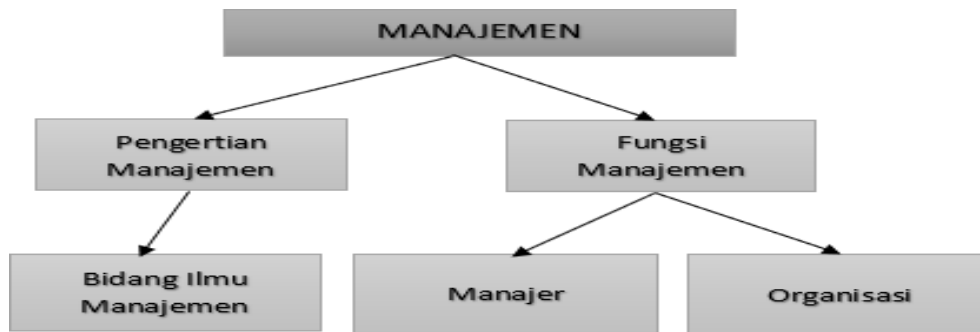 MANAJEMEN
Pengertian
Manajemen
Fungsi
Manajemen
Bidang Ilmu
Manajemen
Manajer
Organisasi